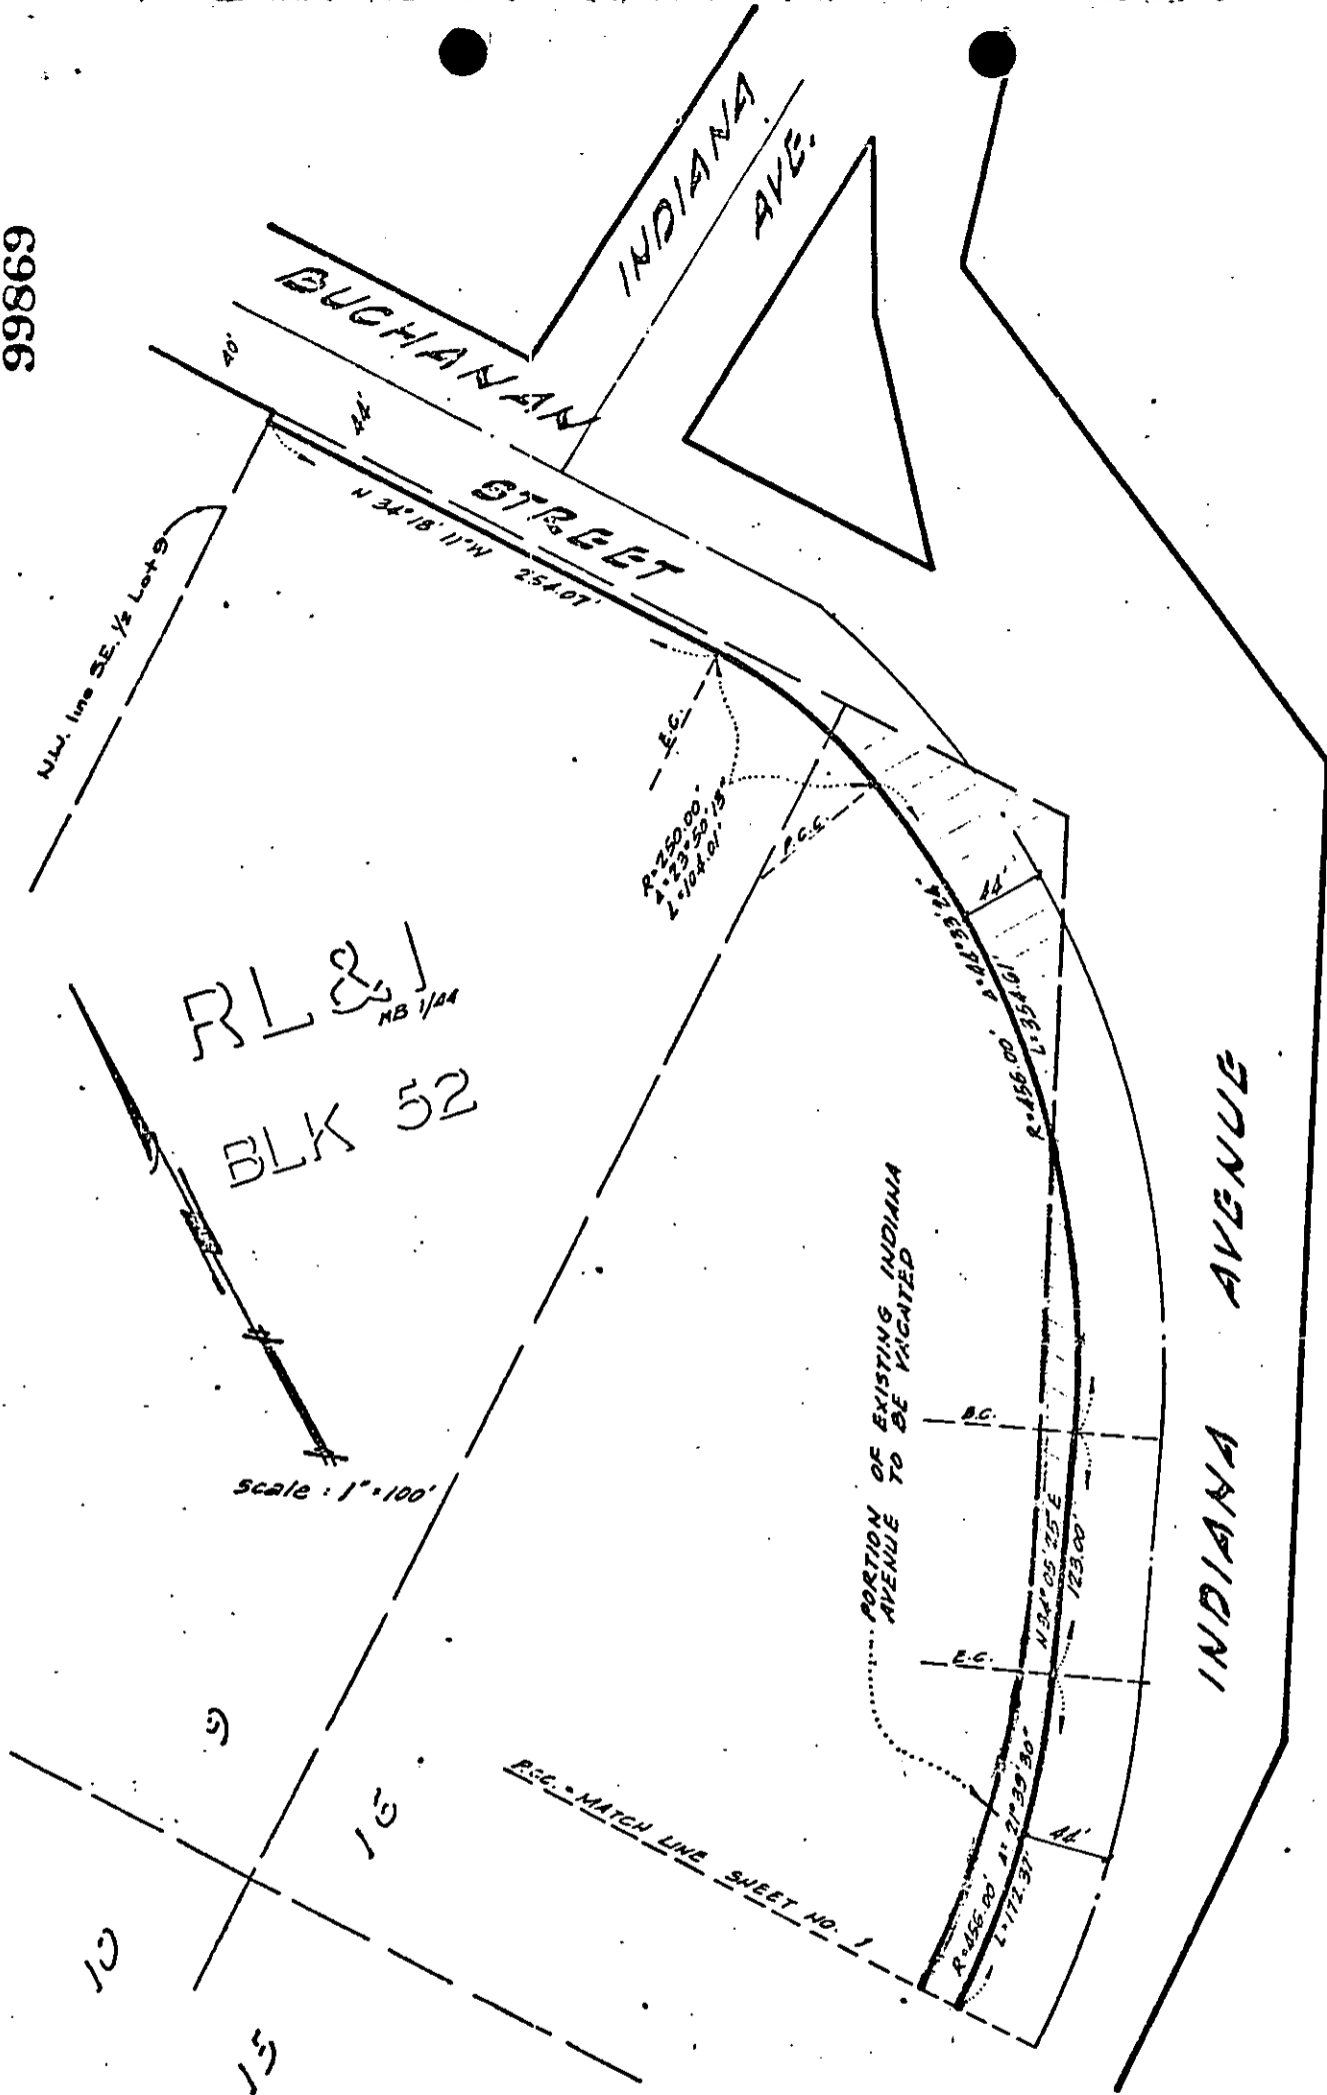 99869
INDIANA
AVE.
BUCHANAN
STREET
40'
44'
N 34° 18' 11" W 254.07'
N.W. line S.E. 1/2 Lot 9
E.C.
R=250.00'
Δ=23° 50' 15"
L=104.01'
P.C.C.
44'
R=456.00' Δ=44° 33' 24"
L=354.61'
RL & I
MB 1/44
BLK 52
scale : 1"=100'
PORTION OF EXISTING INDIANA
AVENUE TO BE VACATED
B.C.
N 34° 05' 25" E
123.00'
E.C.
INDIANA AVENUE
R=456.00' Δ=21° 39' 30"
L=172.37'
44'
P.C.C. - MATCH LINE SHEET NO. 1
9
10
10
15